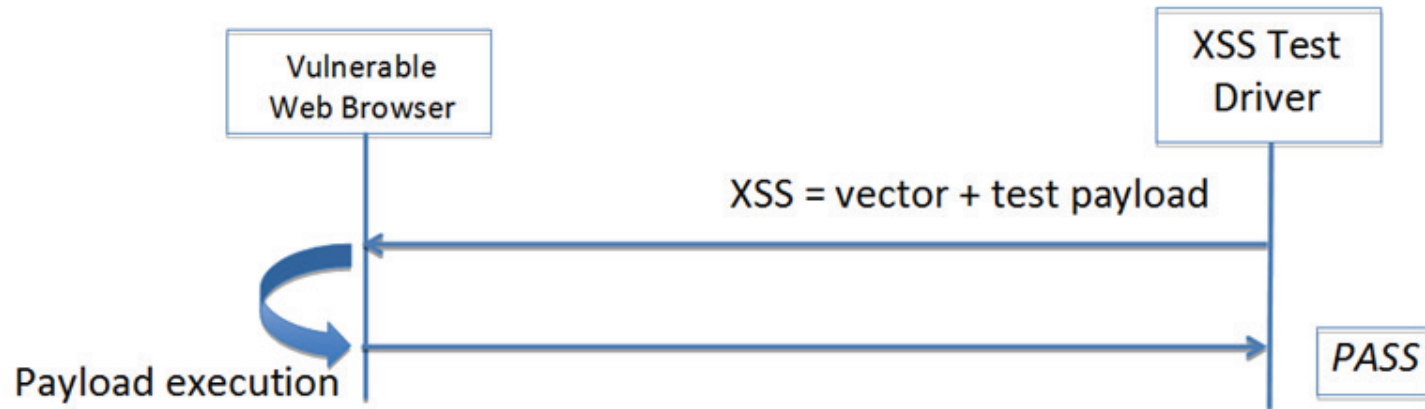 Vulnerable
Web Browser
XSS Test
Driver
XSS = vector + test payload
Payload execution
PASS